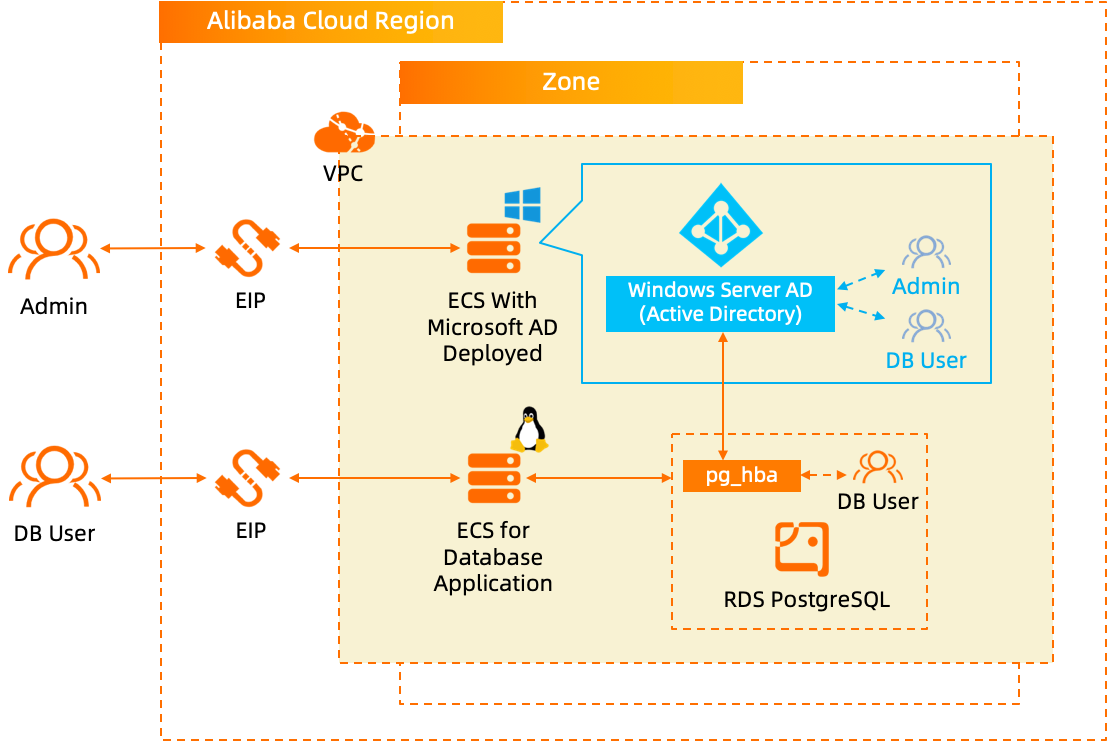 Alibaba Cloud Region
Zone
VPC
Admin
EIP
ECS With
Microsoft AD
Deployed
Windows Server AD
(Active Directory)
Admin
DB User
DB User
EIP
ECS for
Database
Application
pg_hba
DB User
RDS PostgreSQL